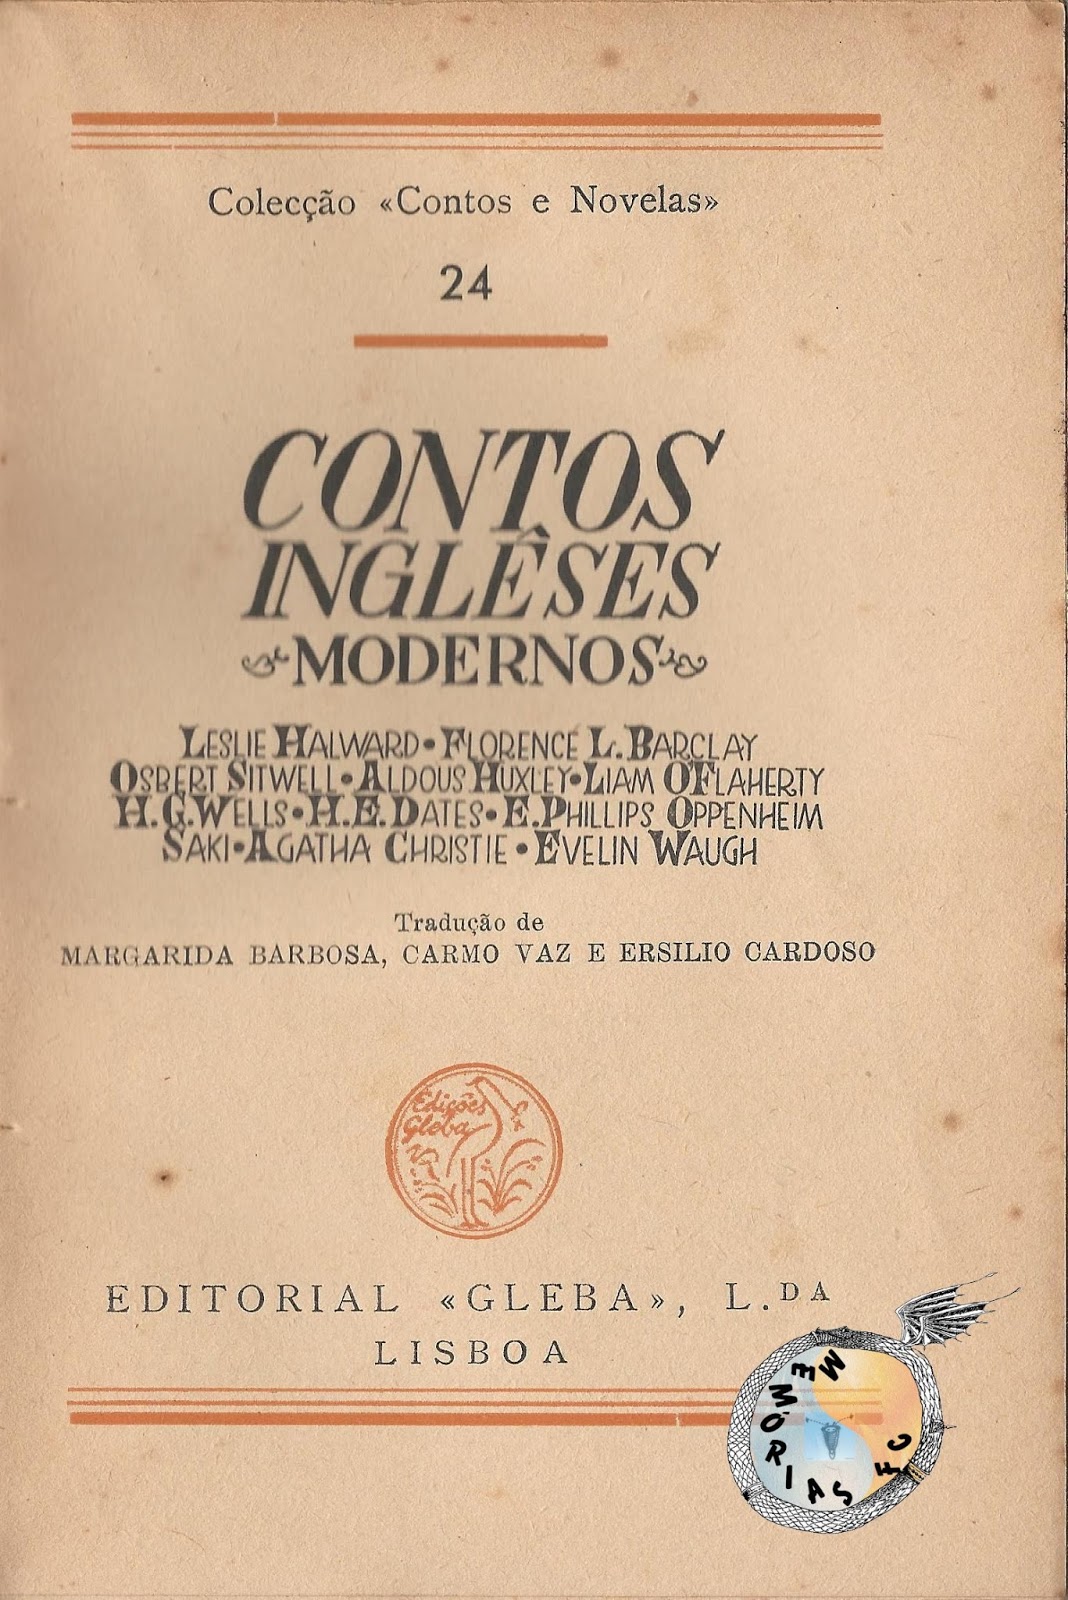 Colecção «Contos e Novelas»
24
CONTOS
INGLÊSES
MODERNOS
LESLIE HALWARD • FLORENCE L. BARCLAY
OSBERT SITWELL • ALDOUS HUXLEY • LIAM O'FLAHERTY
H. G. WELLS • H. E. DATES • E. PHILLIPS OPPENHEIM
SAKI • AGATHA CHRISTIE • EVELIN WAUGH
Tradução de
MARGARIDA BARBOSA, CARMO VAZ E ERSILIO CARDOSO
Edições
Gleba
EDITORIAL «GLEBA», L.DA
LISBOA
MEMÓRIAS
FC